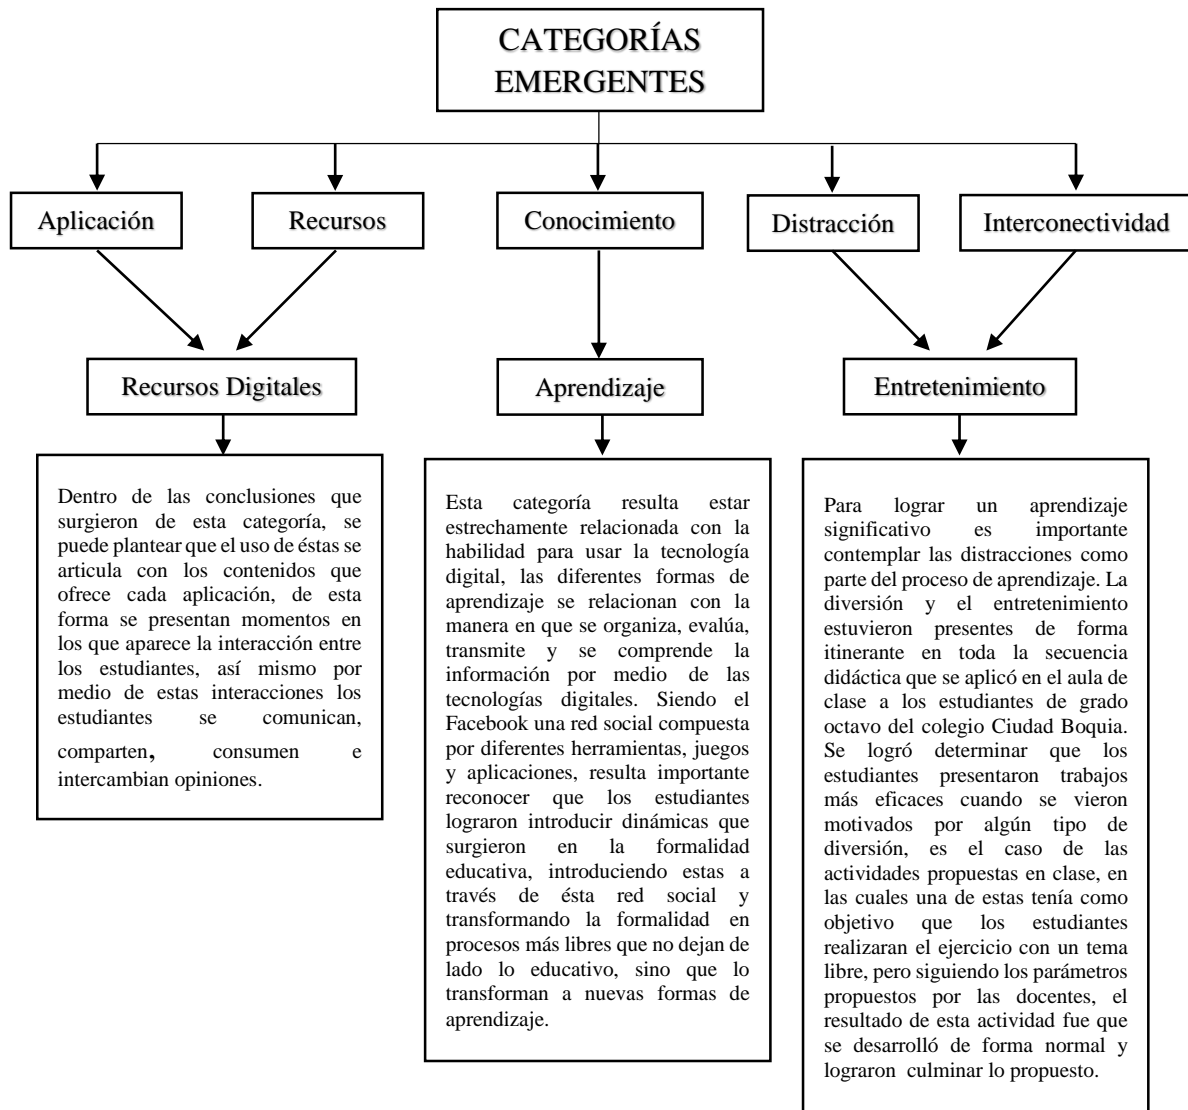 CATEGORÍAS
EMERGENTES
Aplicación
Recursos
Conocimiento
Distracción
Interconectividad
Recursos Digitales
Aprendizaje
Entretenimiento
Dentro de las conclusiones que
surgieron de esta categoría, se
puede plantear que el uso de éstas se
articula con los contenidos que
ofrece cada aplicación, de esta
forma se presentan momentos en
los que aparece la interacción entre
los estudiantes, así mismo por
medio de estas interacciones los
estudiantes se comunican,
comparten, consumen e
intercambian opiniones.
Esta categoría resulta estar
estrechamente relacionada con la
habilidad para usar la tecnología
digital, las diferentes formas de
aprendizaje se relacionan con la
manera en que se organiza, evalúa,
transmite y se comprende la
información por medio de las
tecnologías digitales. Siendo el
Facebook una red social compuesta
por diferentes herramientas, juegos
y aplicaciones, resulta importante
reconocer que los estudiantes
lograron introducir dinámicas que
surgieron en la formalidad
educativa, introduciendo estas a
través de ésta red social y
transformando la formalidad en
procesos más libres que no dejan de
lado lo educativo, sino que lo
transforman a nuevas formas de
aprendizaje.
Para lograr un aprendizaje
significativo es importante
contemplar las distracciones como
parte del proceso de aprendizaje. La
diversión y el entretenimiento
estuvieron presentes de forma
itinerante en toda la secuencia
didáctica que se aplicó en el aula de
clase a los estudiantes de grado
octavo del colegio Ciudad Boquia.
Se logró determinar que los
estudiantes presentaron trabajos
más eficaces cuando se vieron
motivados por algún tipo de
diversión, es el caso de las
actividades propuestas en clase, en
las cuales una de estas tenía como
objetivo que los estudiantes
realizaran el ejercicio con un tema
libre, pero siguiendo los parámetros
propuestos por las docentes, el
resultado de esta actividad fue que
se desarrolló de forma normal y
lograron culminar lo propuesto.